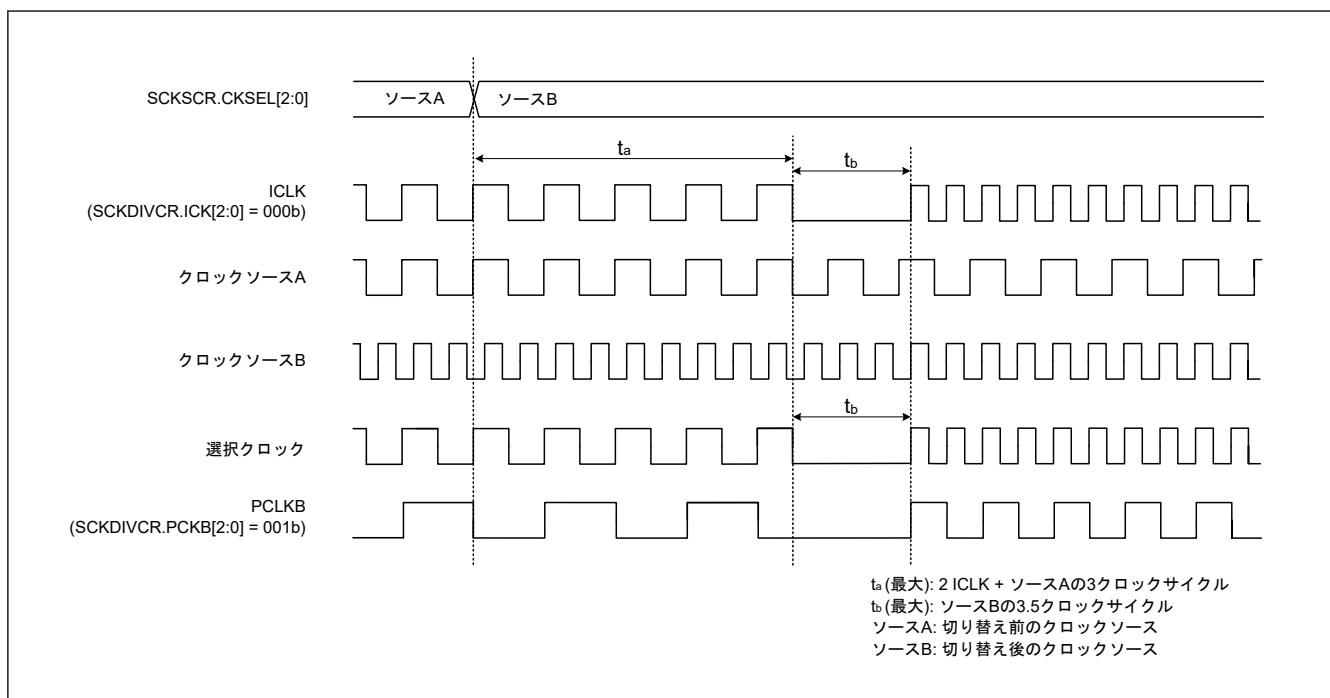 SCKSCR.CKSEL[2:0]
ソースA
ソースB
ta
tb
ICLK
(SCKDIVCR.ICK[2:0] = 000b)
クロックソースA
クロックソースB
tb
選択クロック
PCLKB
(SCKDIVCR.PCKB[2:0] = 001b)
ta (最大): 2 ICLK + ソースAの3クロックサイクル
tb (最大): ソースBの3.5クロックサイクル
ソースA: 切り替え前のクロックソース
ソースB: 切り替え後のクロックソース